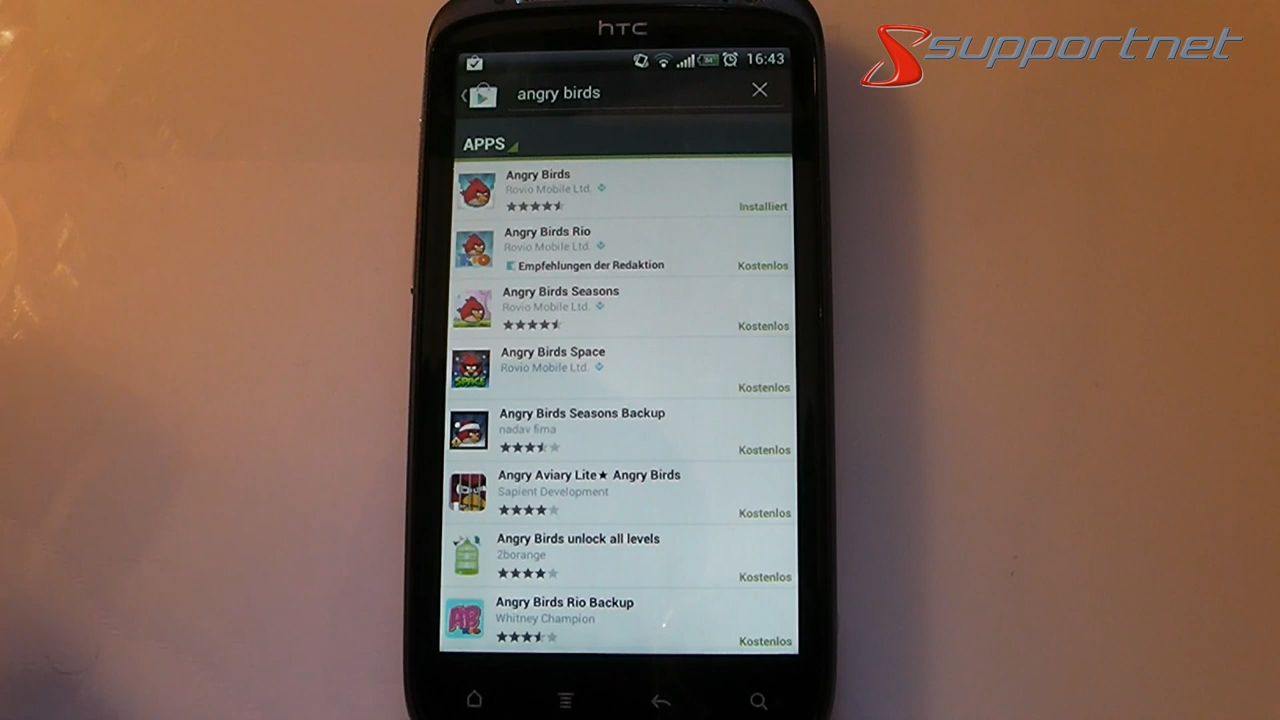 hTC
supportnet
84 16:43
angry birds
APPS
Angry Birds
Rovio Mobile Ltd.
Installiert
Angry Birds Rio
Rovio Mobile Ltd.
Empfehlungen der Redaktion
Kostenlos
Angry Birds Seasons
Rovio Mobile Ltd.
Kostenlos
Angry Birds Space
Rovio Mobile Ltd.
SPACE
Kostenlos
Angry Birds Seasons Backup
nadav fima
Kostenlos
Angry Aviary Lite★ Angry Birds
Sapient Development
Kostenlos
Angry Birds unlock all levels
2borange
Kostenlos
Angry Birds Rio Backup
AB
Whitney Champion
Kostenlos